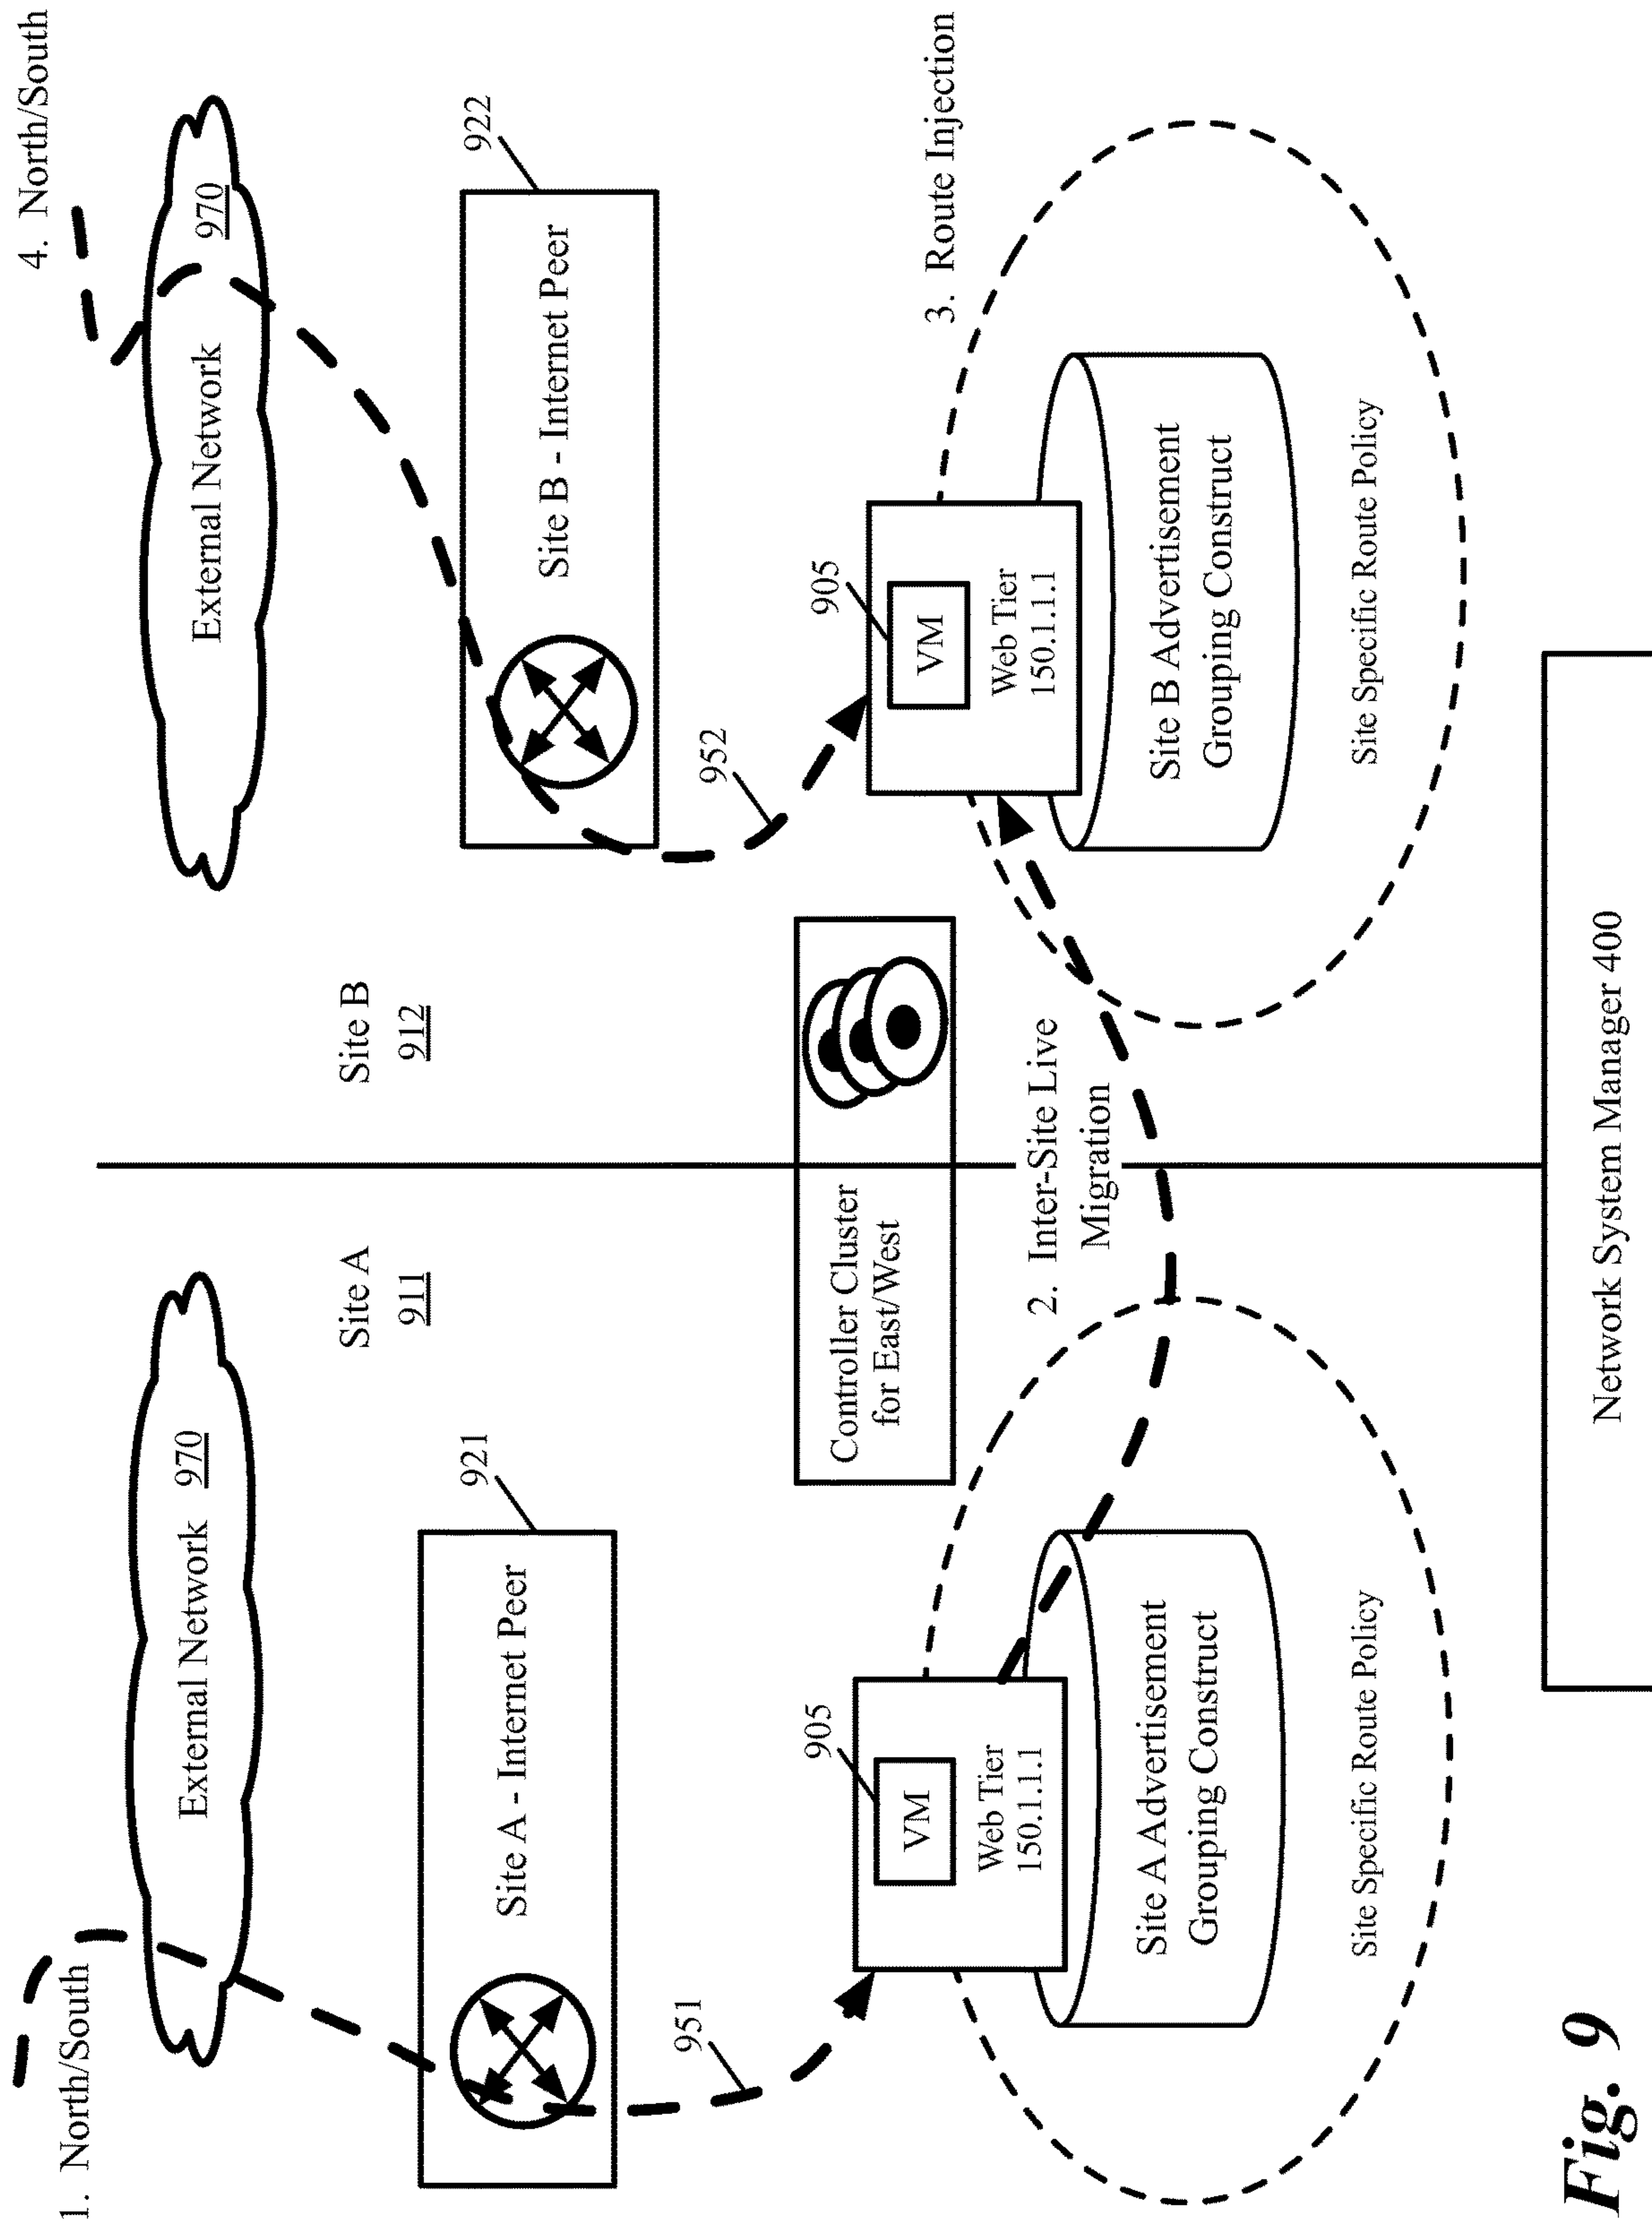 1. North/South
External Network 970
Site A - Internet Peer
921
951
905
VM
Web Tier
150.1.1.1
Site A Advertisement
Grouping Construct
Site Specific Route Policy
Site A
911
Site B
912
Controller Cluster
for East/West
2. Inter-Site Live
Migration
4. North/South
External Network
970
Site B - Internet Peer
922
952
905
VM
Web Tier
150.1.1.1
3. Route Injection
Site B Advertisement
Grouping Construct
Site Specific Route Policy
Network System Manager 400
Fig. 9